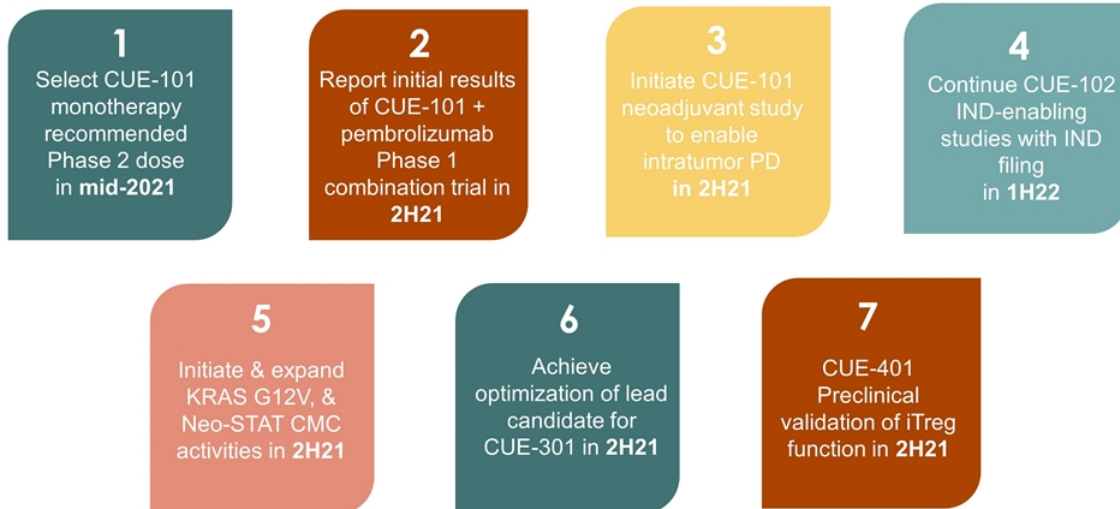 1
Select CUE-101
monotherapy
recommended
Phase 2 dose
in mid-2021
2
Report initial results
of CUE-101 +
pembrolizumab
Phase 1
combination trial in
2H21
3
Initiate CUE-101
neoadjuvant study
to enable
intratumor PD
in 2H21
4
Continue CUE-102
IND-enabling
studies with IND
filing
in 1H22
5
Initiate & expand
KRAS G12V, &
Neo-STAT CMC
activities in 2H21
6
Achieve
optimization of lead
candidate for
CUE-301 in 2H21
7
CUE-401
Preclinical
validation of iTreg
function in 2H21